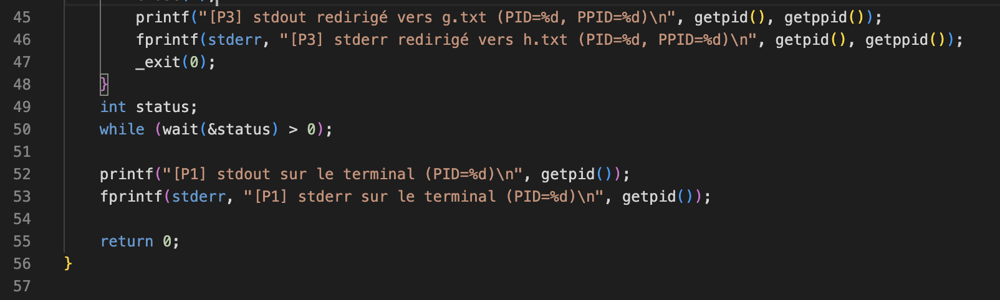 45 printf("[P3] stdout redirigé vers g.txt (PID=%d, PPID=%d)\n", getpid(), getppid());
46 fprintf(stderr, "[P3] stderr redirigé vers h.txt (PID=%d, PPID=%d)\n", getpid(), getppid());
47 _exit(0);
48 }
49 int status;
50 while (wait(&status) > 0);
51
52 printf("[P1] stdout sur le terminal (PID=%d)\n", getpid());
53 fprintf(stderr, "[P1] stderr sur le terminal (PID=%d)\n", getpid());
54
55 return 0;
56 }
57